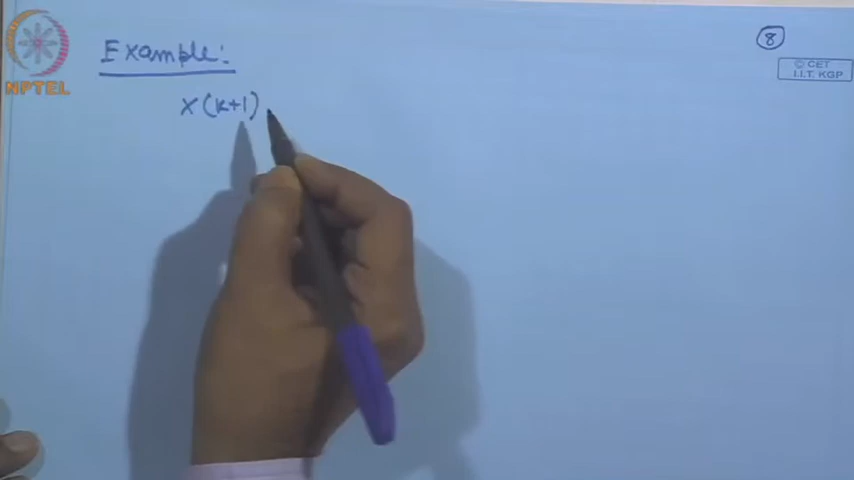 Example:
8
© CET
I.I.T. KGP
x(k+1)
NPTEL